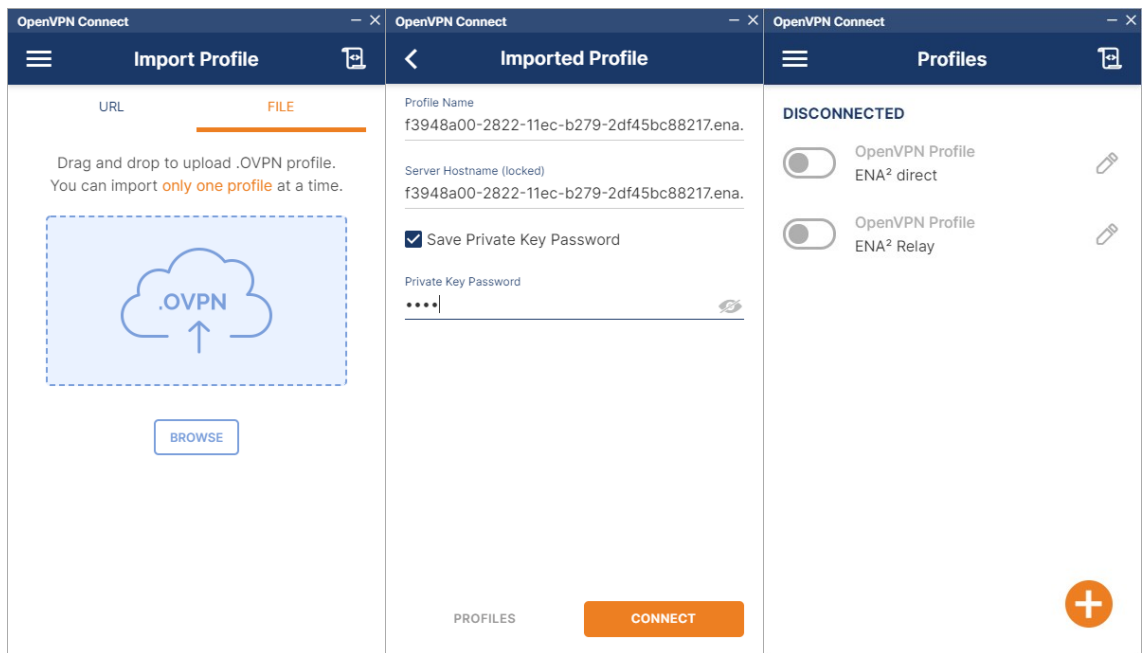 OpenVPN Connect
Import Profile
URL
FILE
Drag and drop to upload .OVPN profile.
You can import only one profile at a time.
.OVPN
BROWSE
OpenVPN Connect
Imported Profile
Profile Name
f3948a00-2822-11ec-b279-2df45bc88217.ena.
Server Hostname (locked)
f3948a00-2822-11ec-b279-2df45bc88217.ena.
Save Private Key Password
Private Key Password
••••
PROFILES
CONNECT
OpenVPN Connect
Profiles
DISCONNECTED
OpenVPN Profile
ENA² direct
OpenVPN Profile
ENA² Relay